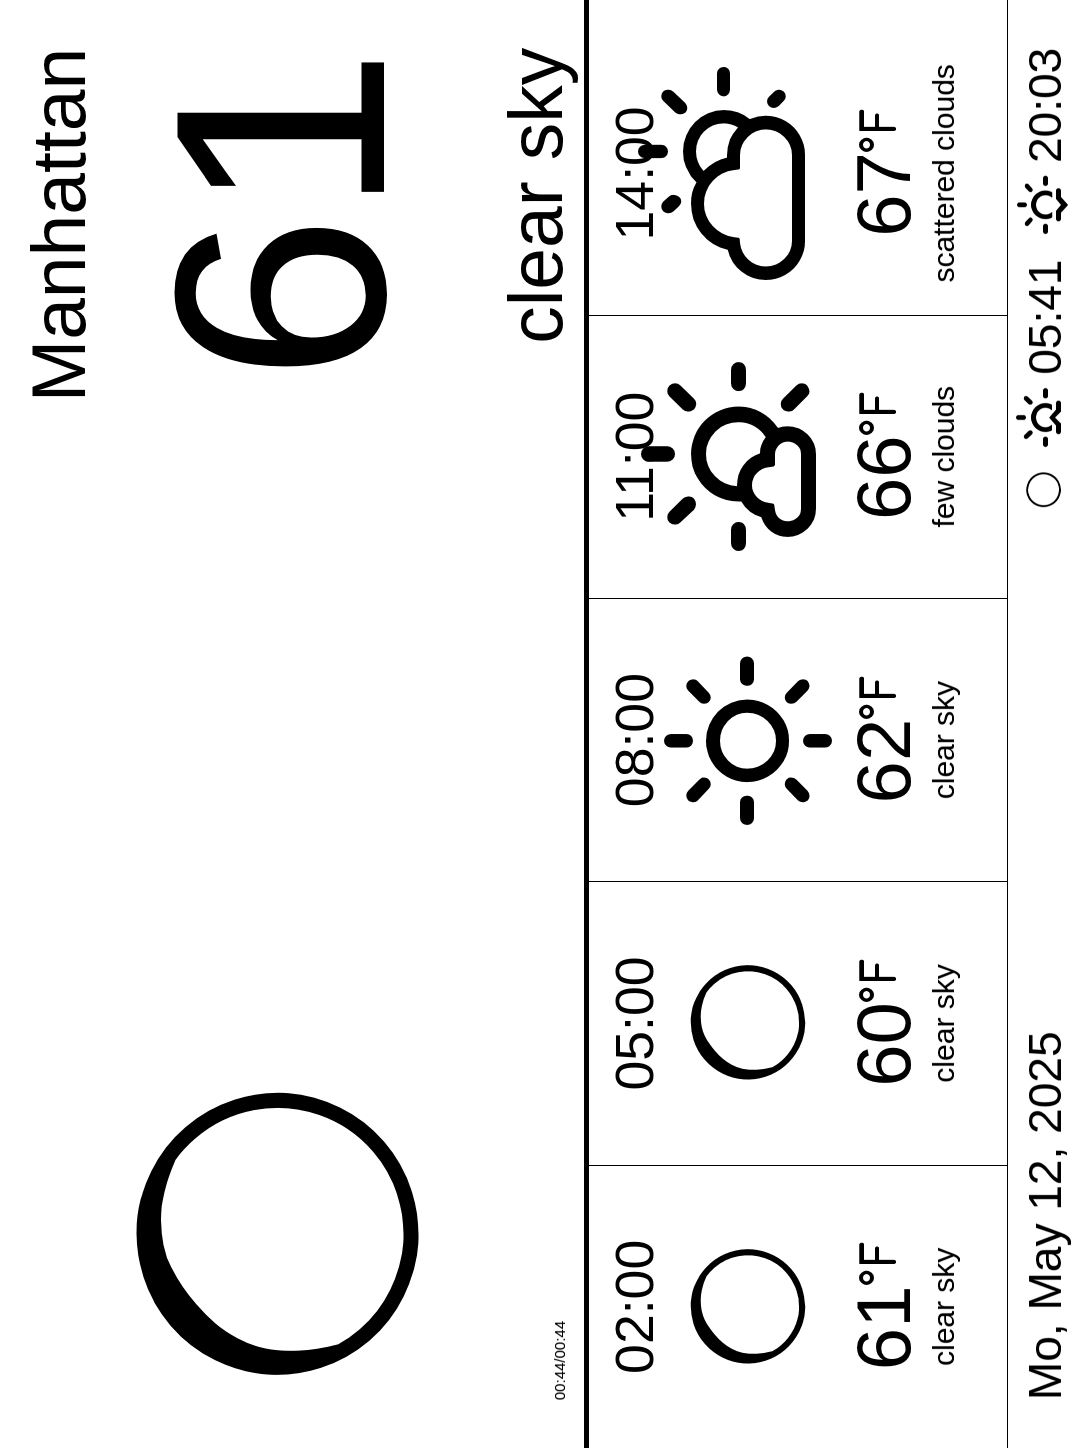 Manhattan
61
clear sky
00:44/00:44
02:00
61°F
clear sky
05:00
60°F
clear sky
08:00
62°F
clear sky
11:00
66°F
few clouds
14:00
67°F
scattered clouds
Mo, May 12, 2025
05:41 20:03